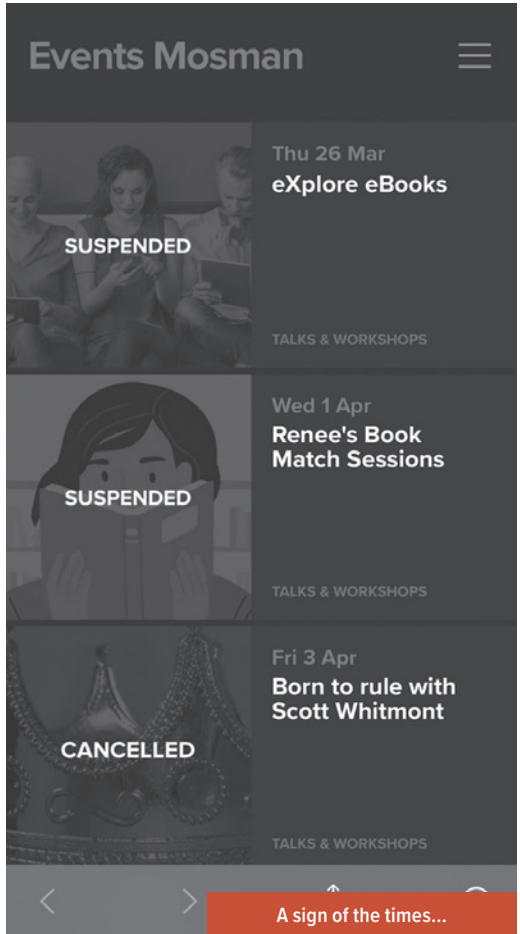 Events Mosman
SUSPENDED
Thu 26 Mar
eXplore eBooks
TALKS & WORKSHOPS
SUSPENDED
Wed 1 Apr
Renee's Book
Match Sessions
TALKS & WORKSHOPS
CANCELLED
Fri 3 Apr
Born to rule with
Scott Whitmont
TALKS & WORKSHOPS
A sign of the times...